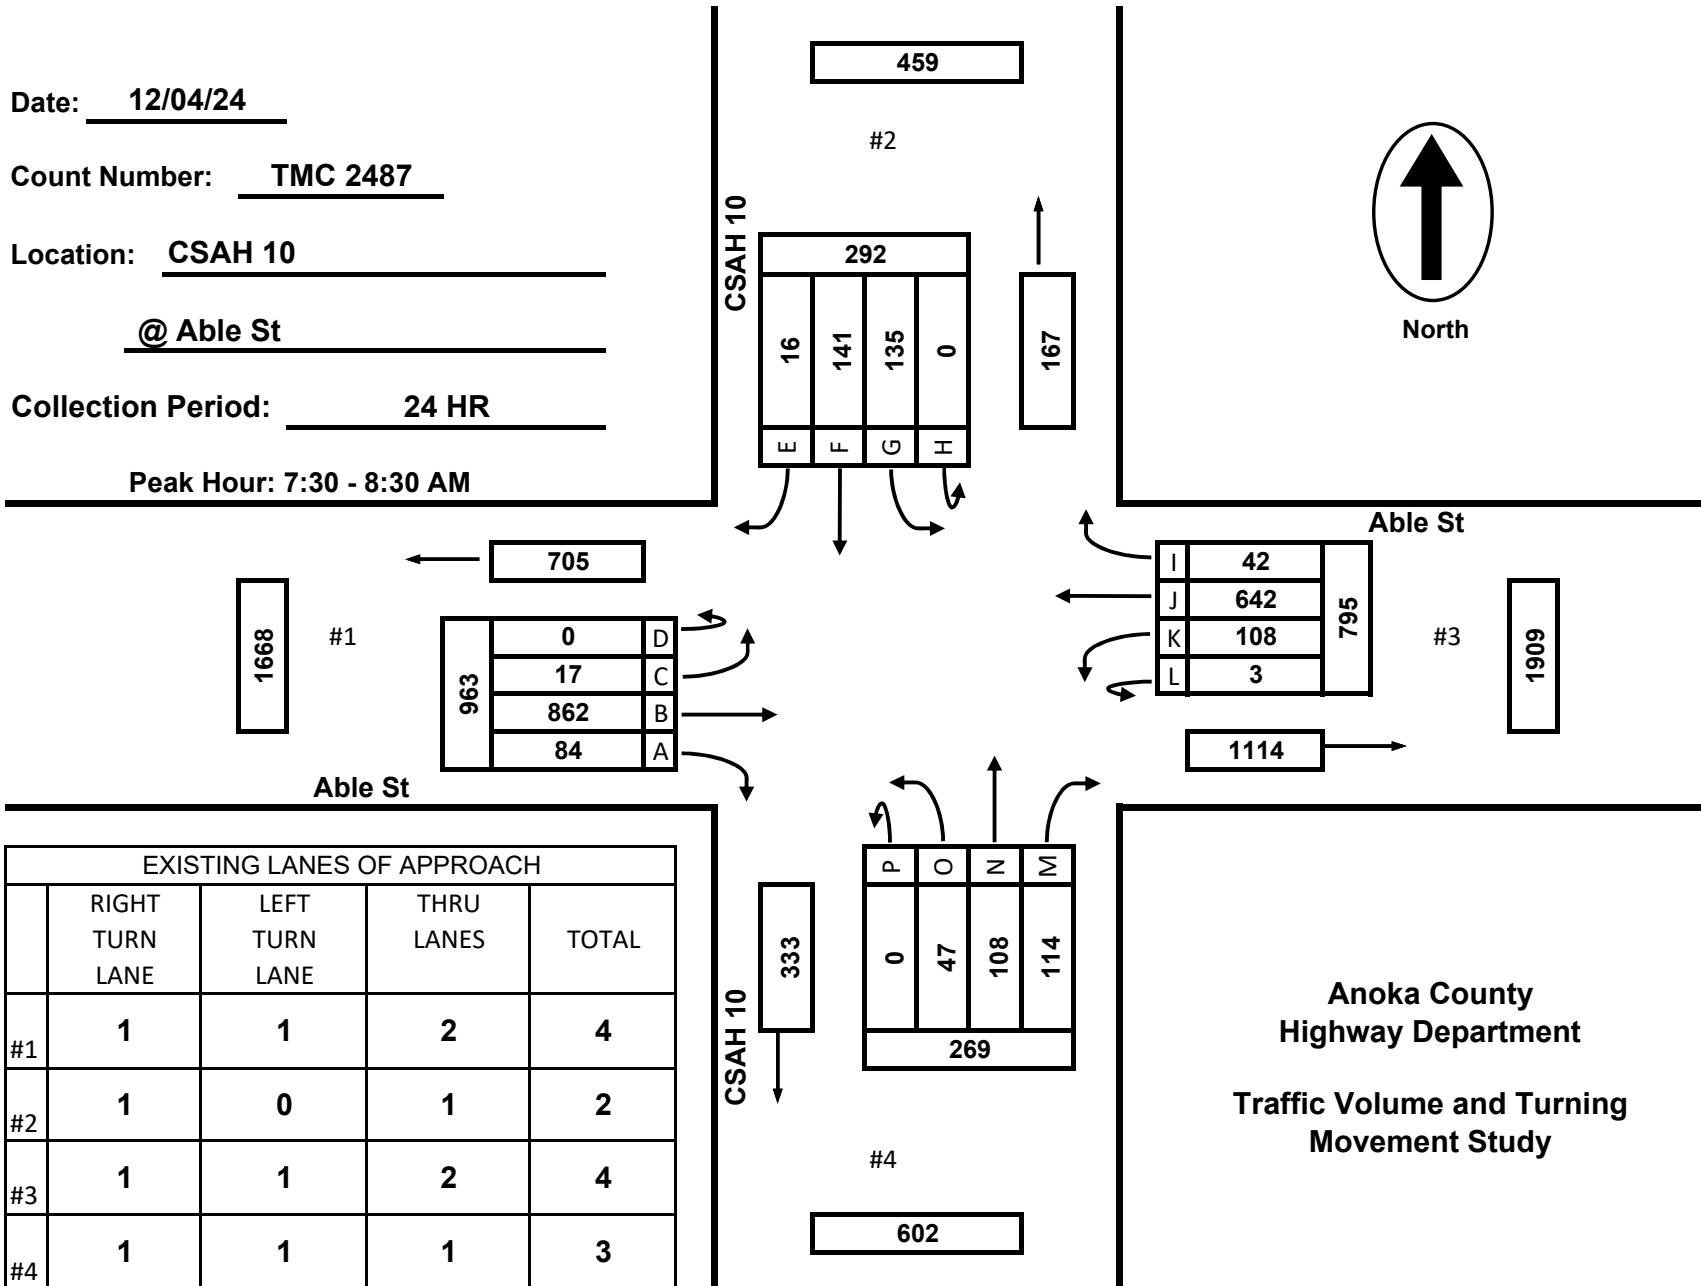 Date: 12/04/24
Count Number: TMC 2487
Location: CSAH 10
@ Able St
Collection Period: 24 HR
Peak Hour: 7:30 - 8:30 AM
459
#2
CSAH 10
292
16 141 135 0
E F G H
167
North
Able St
705
1668
#1
963
0 D
17 C
862 B
84 A
Able St
I 42
J 642
K 108
L 3
795
#3
1909
1114
EXISTING LANES OF APPROACH
RIGHT TURN LANE
LEFT TURN LANE
THRU LANES
TOTAL
#1 1 1 2 4
#2 1 0 1 2
#3 1 1 2 4
#4 1 1 1 3
333
CSAH 10
P O N M
0 47 108 114
269
#4
602
Anoka County
Highway Department
Traffic Volume and Turning
Movement Study